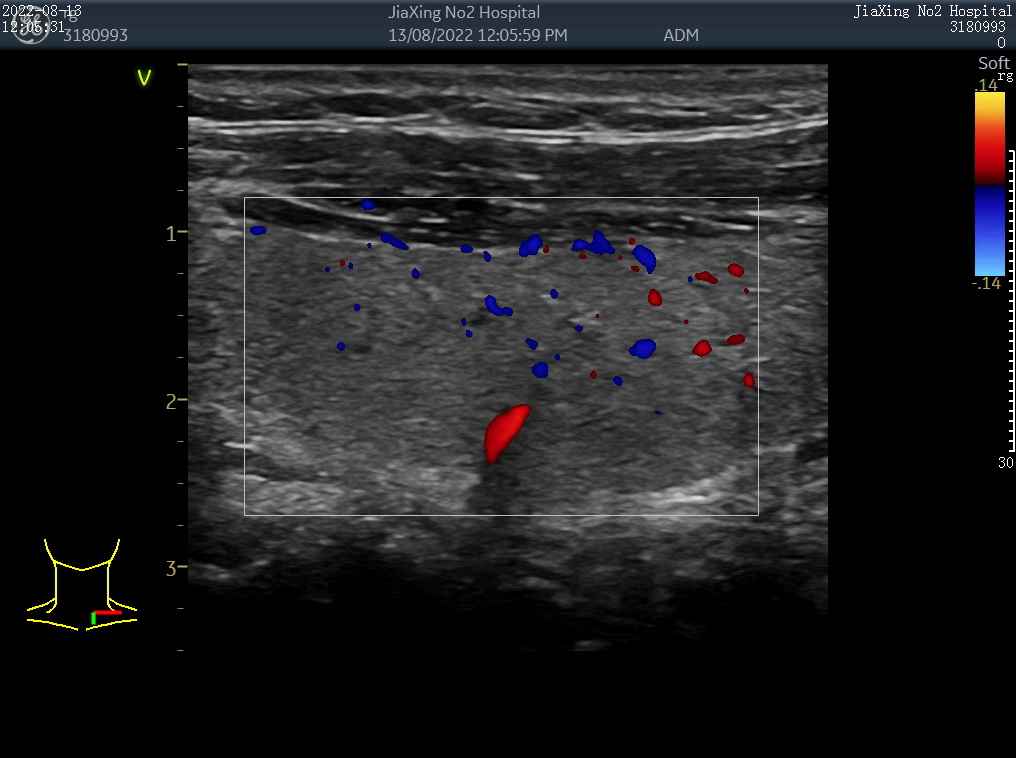 2022-08-13
12:05:31
rg
3180993
JiaXing No2 Hospital
13/08/2022 12:05:59 PM
ADM
JiaXing No2 Hospital
3180993
0
Soft
rg
.14
-.14
V
1
2
3
30